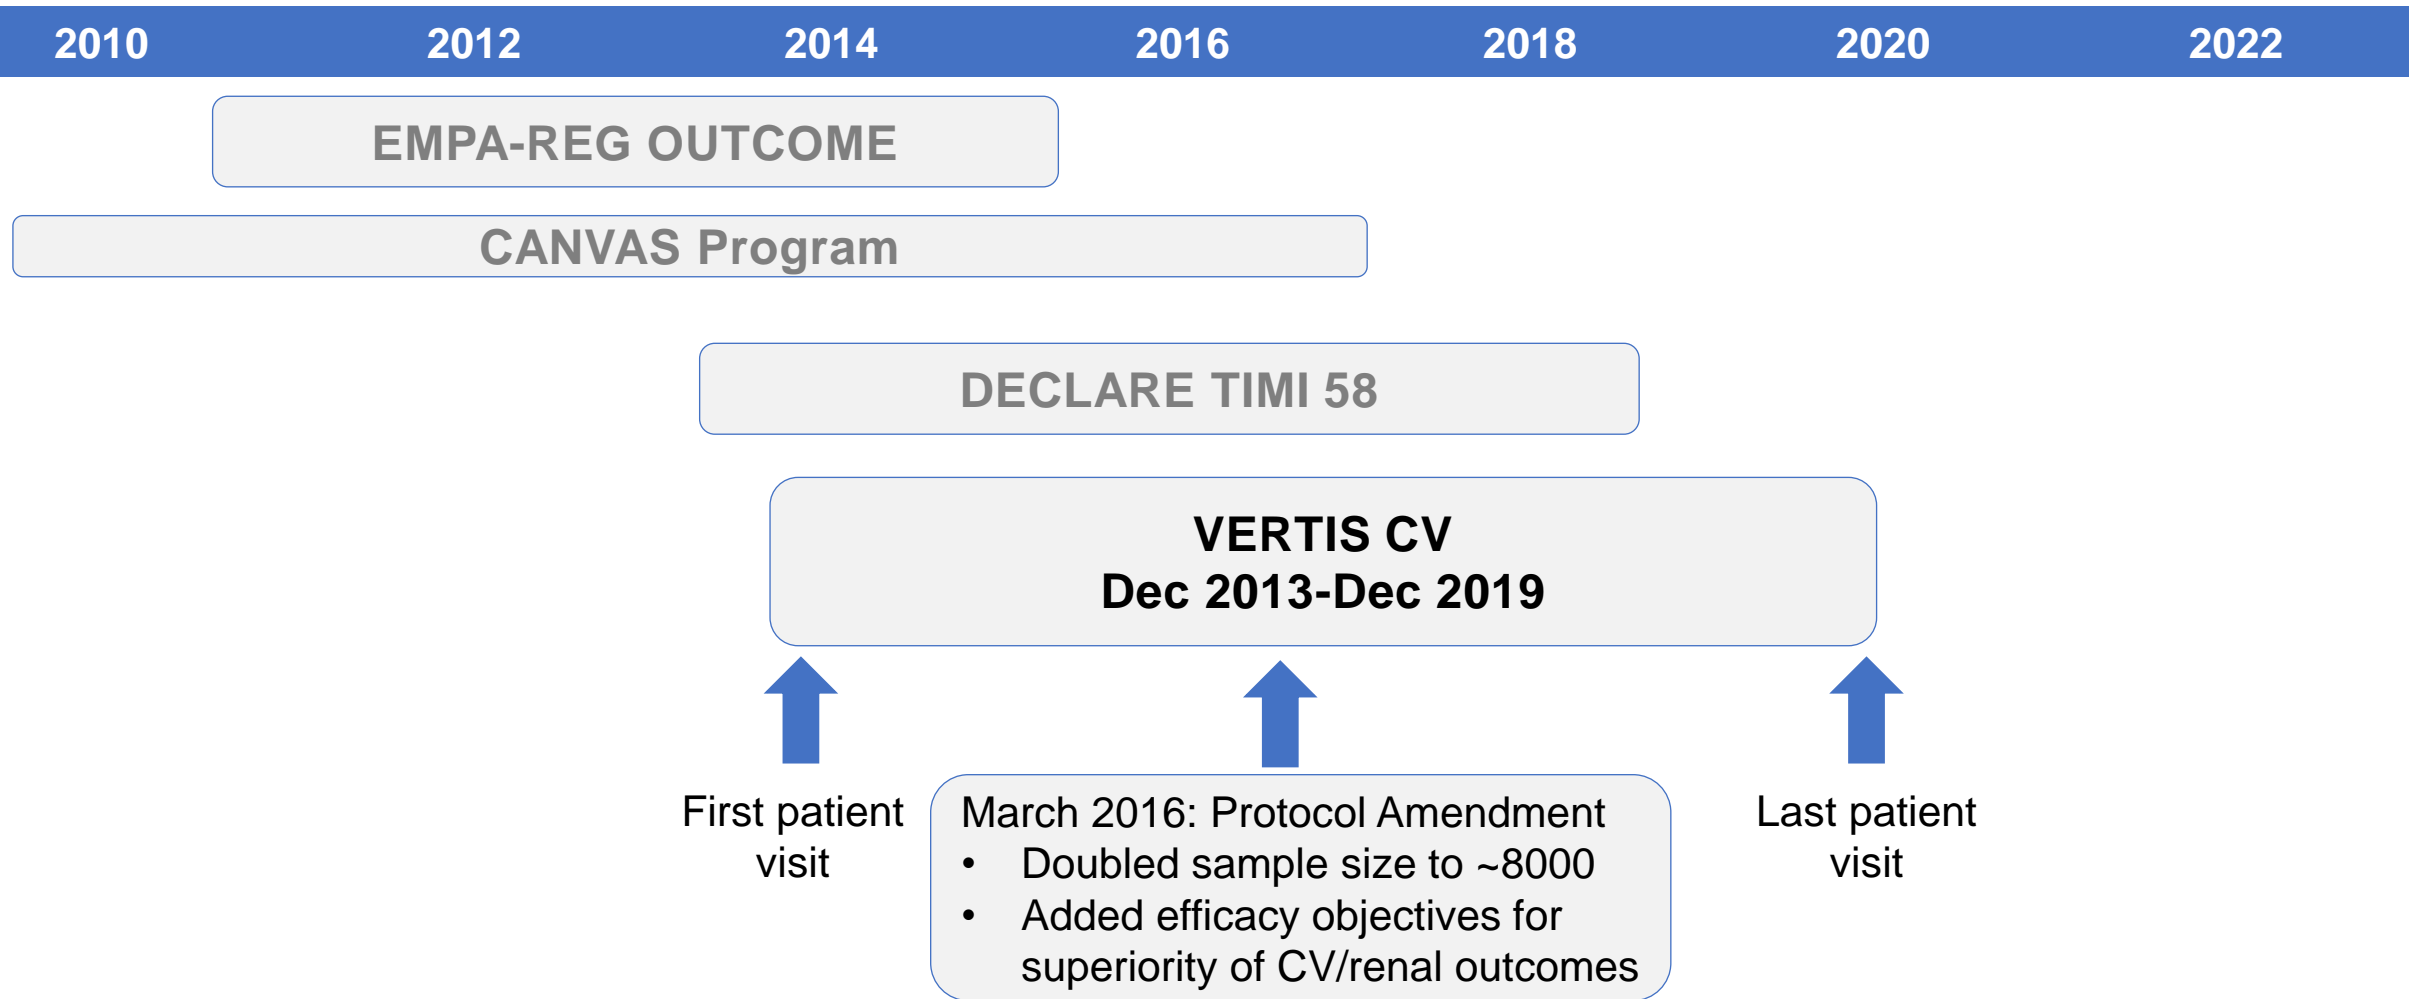 2010 2012 2014 2016 2018 2020 2022
EMPA-REG OUTCOME
CANVAS Program
DECLARE TIMI 58
VERTIS CV
Dec 2013-Dec 2019
First patient
visit
March 2016: Protocol Amendment
• Doubled sample size to ~8000
• Added efficacy objectives for
superiority of CV/renal outcomes
Last patient
visit